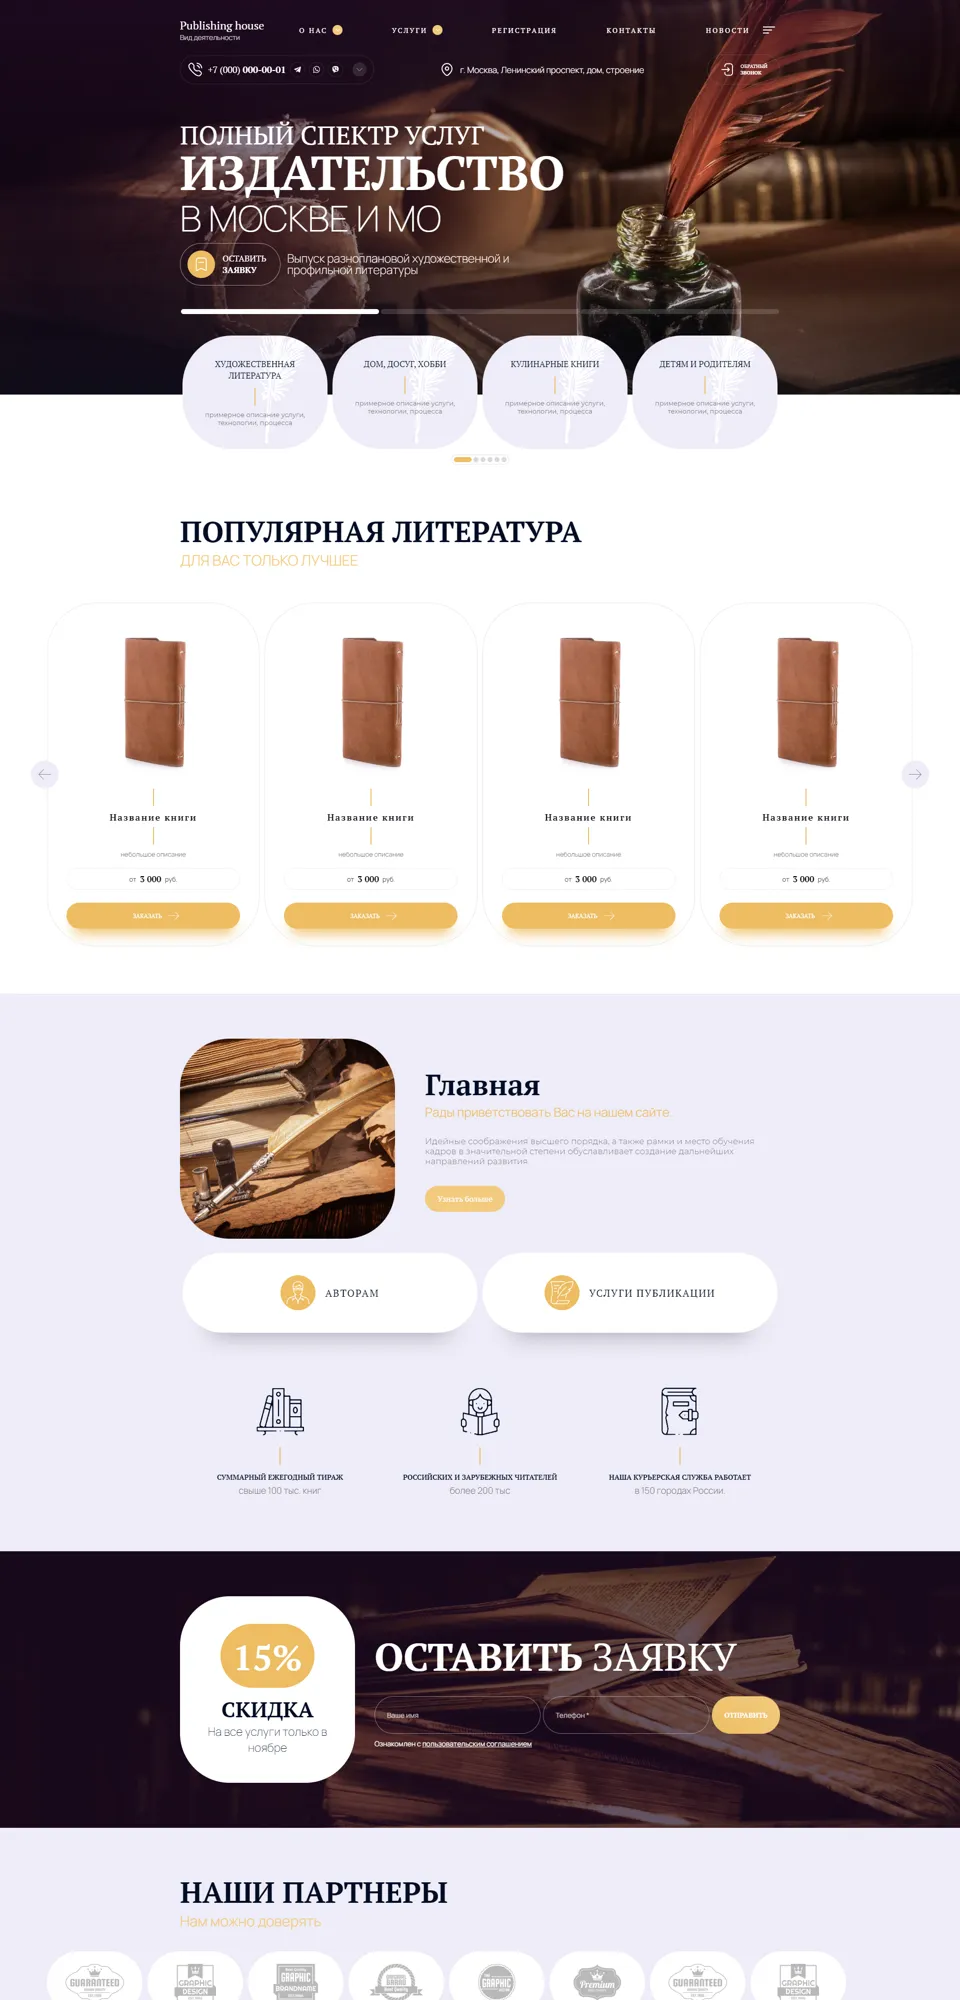 Publishing house
Вид деятельности
О НАС
УСЛУГИ
РЕГИСТРАЦИЯ
КОНТАКТЫ
НОВОСТИ
+7 (000) 000-00-01
г. Москва, Ленинский проспект, дом, строение
ОБРАТНЫЙ
ЗВОНОК
ПОЛНЫЙ СПЕКТР УСЛУГ
ИЗДАТЕЛЬСТВО
В МОСКВЕ И МО
ОСТАВИТЬ
ЗАЯВКУ
Выпуск разноплановой художественной и
профильной литературы
ХУДОЖЕСТВЕННАЯ
ЛИТЕРАТУРА
примерное описание услуги,
технологии, процесса
ДОМ, ДОСУГ, ХОББИ
примерное описание услуги,
технологии, процесса
КУЛИНАРНЫЕ КНИГИ
примерное описание услуги,
технологии, процесса
ДЕТЯМ И РОДИТЕЛЯМ
примерное описание услуги,
технологии, процесса
ПОПУЛЯРНАЯ ЛИТЕРАТУРА
ДЛЯ ВАС ТОЛЬКО ЛУЧШЕЕ
Название книги
небольшое описание
от 3 000 руб.
ЗАКАЗАТЬ
Название книги
небольшое описание
от 3 000 руб.
ЗАКАЗАТЬ
Название книги
небольшое описание
от 3 000 руб.
ЗАКАЗАТЬ
Название книги
небольшое описание
от 3 000 руб.
ЗАКАЗАТЬ
Главная
Рады приветствовать Вас на нашем сайте.
Идейные соображения высшего порядка, а также рамки и место обучения
кадров в значительной степени обуславливает создание дальнейших
направлений развития.
Узнать больше
АВТОРАМ
УСЛУГИ ПУБЛИКАЦИИ
СУММАРНЫЙ ЕЖЕГОДНЫЙ ТИРАЖ
свыше 100 тыс. книг
РОССИЙСКИХ И ЗАРУБЕЖНЫХ ЧИТАТЕЛЕЙ
более 200 тыс
НАША КУРЬЕРСКАЯ СЛУЖБА РАБОТАЕТ
в 150 городах России.
15%
СКИДКА
На все услуги только в
ноябре
ОСТАВИТЬ ЗАЯВКУ
Ваше имя
Телефон *
ОТПРАВИТЬ
Ознакомлен с пользовательским соглашением
НАШИ ПАРТНЕРЫ
Нам можно доверять
GUARANTEED
GRAPHIC
DESIGN
GRAPHIC
BRANDNAME
GRAPHIC
Premium
GUARANTEED
GRAPHIC
DESIGN